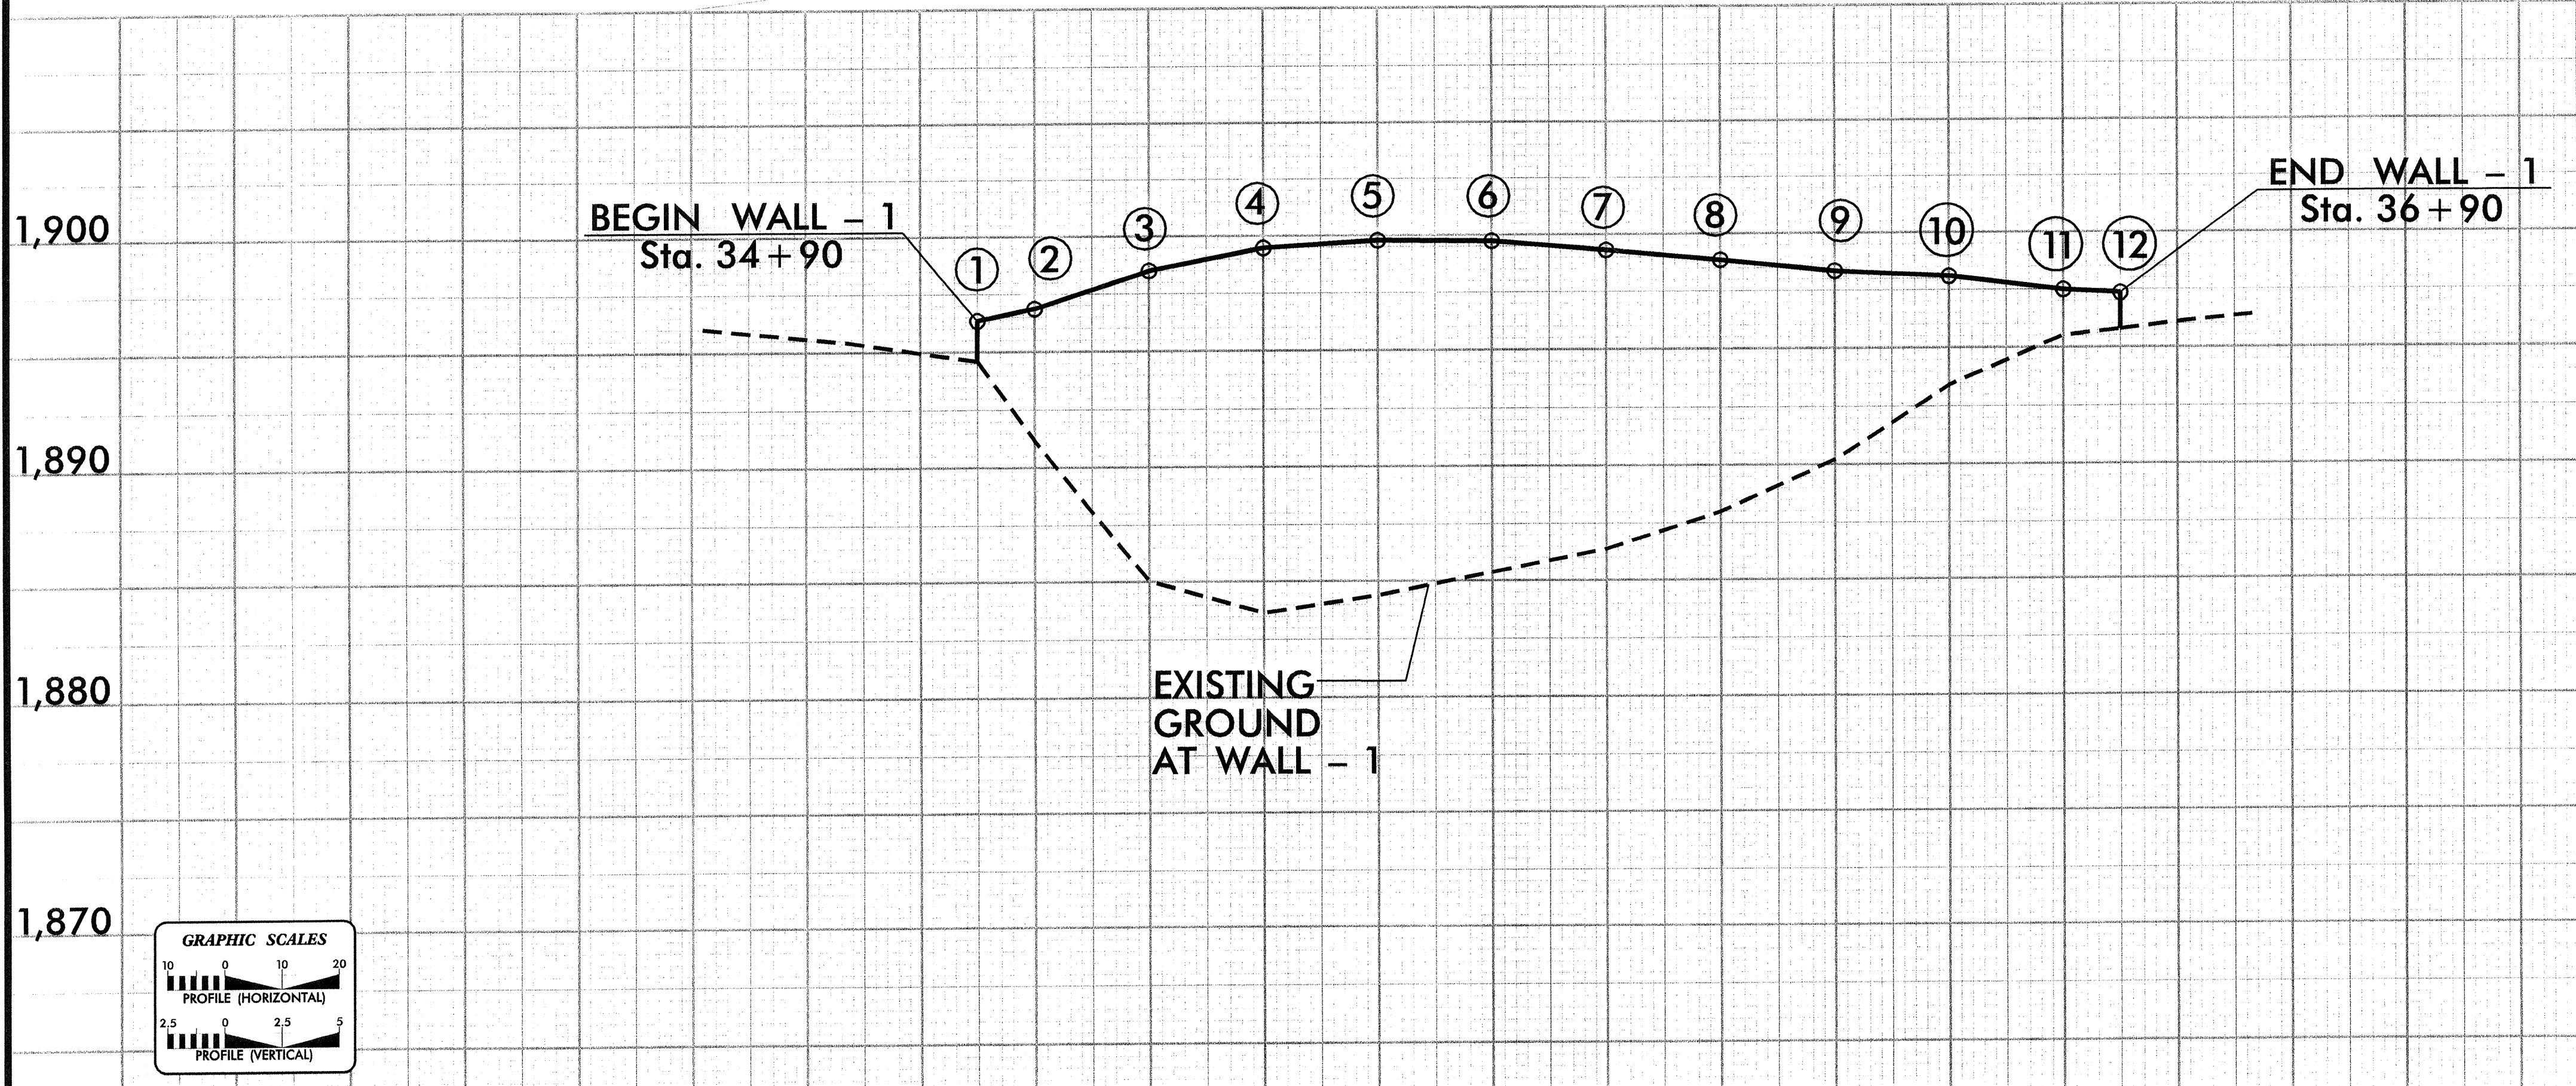 END WALL – 1
Sta. 36 + 90
BEGIN WALL – 1
Sta. 34 + 90
1 2 3 4 5 6 7 8 9 10 11 12
1,900
1,890
1,880
1,870
EXISTING
GROUND
AT WALL – 1
GRAPHIC SCALES
10 0 10 20
PROFILE (HORIZONTAL)
2.5 0 2.5 5
PROFILE (VERTICAL)